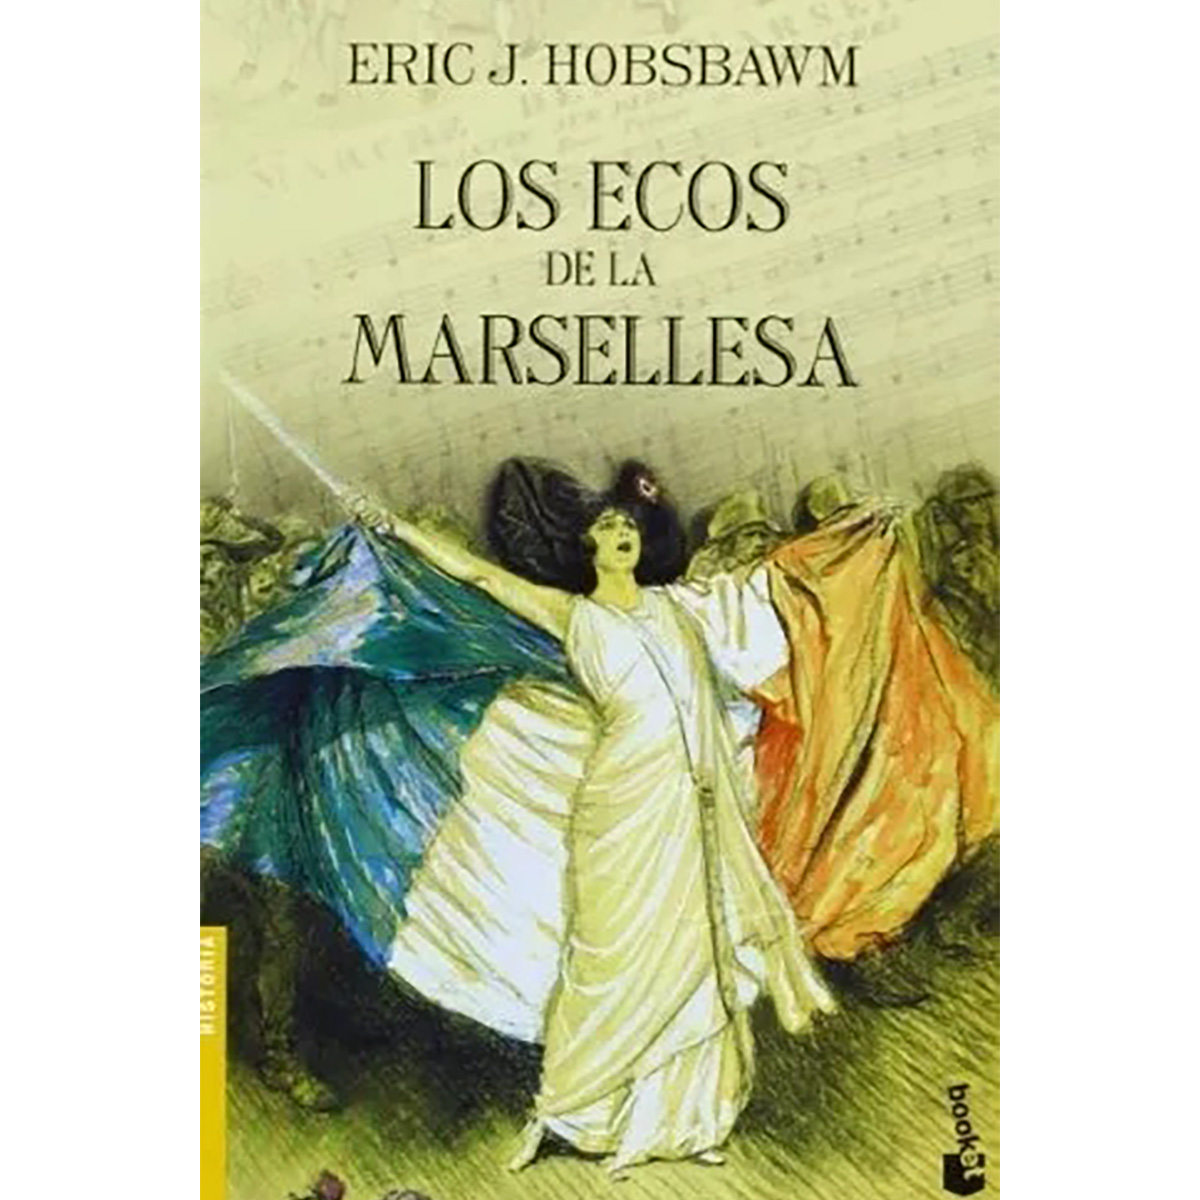 ERIC J. HOBSBAWM
LOS ECOS
DE LA
MARSELLESA
HISTORIA
booket